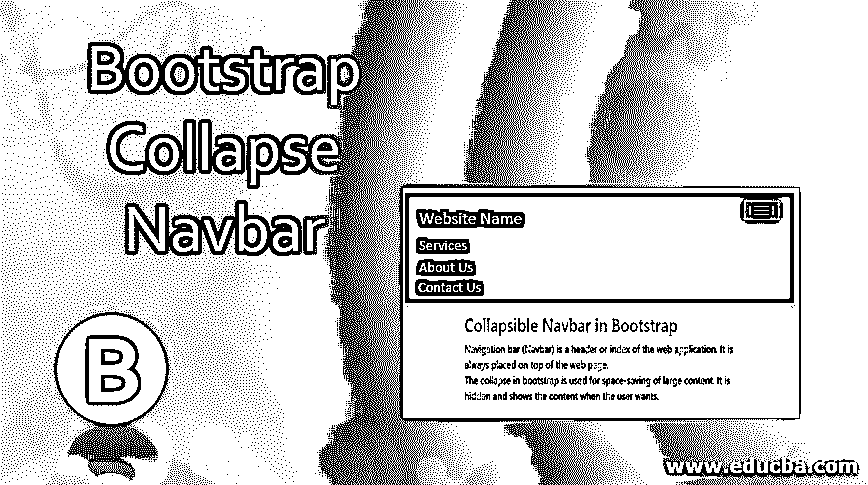 Bootstrap
Collapse
Navbar
Website Name
Services
About Us
Contact Us
Collapsible Navbar in Bootstrap
Navigation bar (Navbar) is a header or index of the web application. It is
always placed on top of the web page.
The collapse in bootstrap is used for space-saving of large content. It is
hidden and shows the content when the user wants.
B
www.educba.com